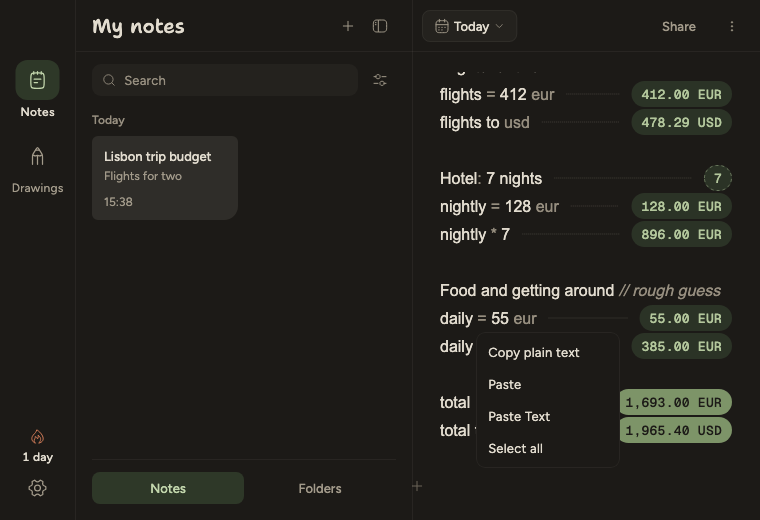 My notes
Today
Share
Notes
Drawings
Search
Today
Lisbon trip budget
Flights for two
15:38
flights = 412 eur 412.00 EUR
flights to usd 478.29 USD
Hotel: 7 nights 7
nightly = 128 eur 128.00 EUR
nightly * 7 896.00 EUR
Food and getting around // rough guess
daily = 55 eur 55.00 EUR
daily 385.00 EUR
total 1,693.00 EUR
total 1,965.40 USD
Copy plain text
Paste
Paste Text
Select all
1 day
Notes
Folders